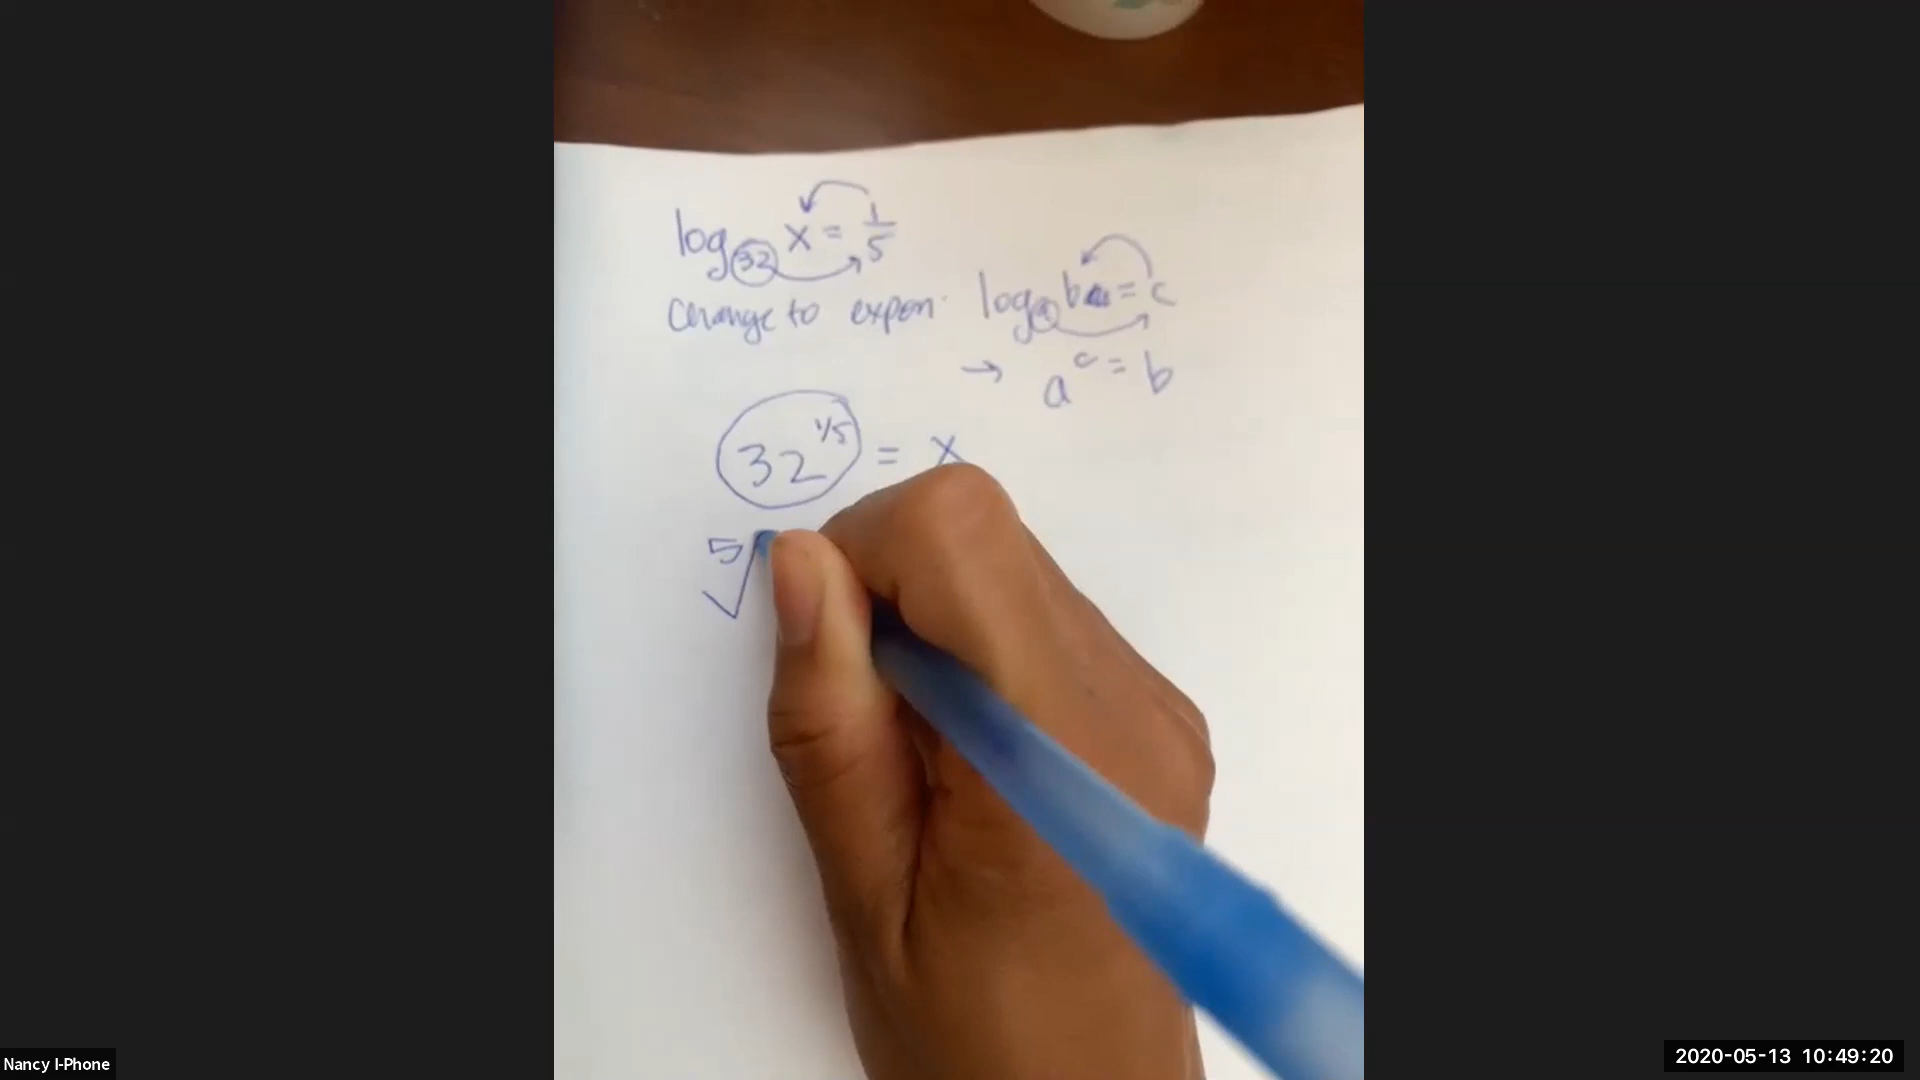 log₃₂ x = 1/5
change to expon. logₐ b = c
→ a^c = b
32^1/5 = x
5√
Nancy I-Phone
2020-05-13 10:49:20